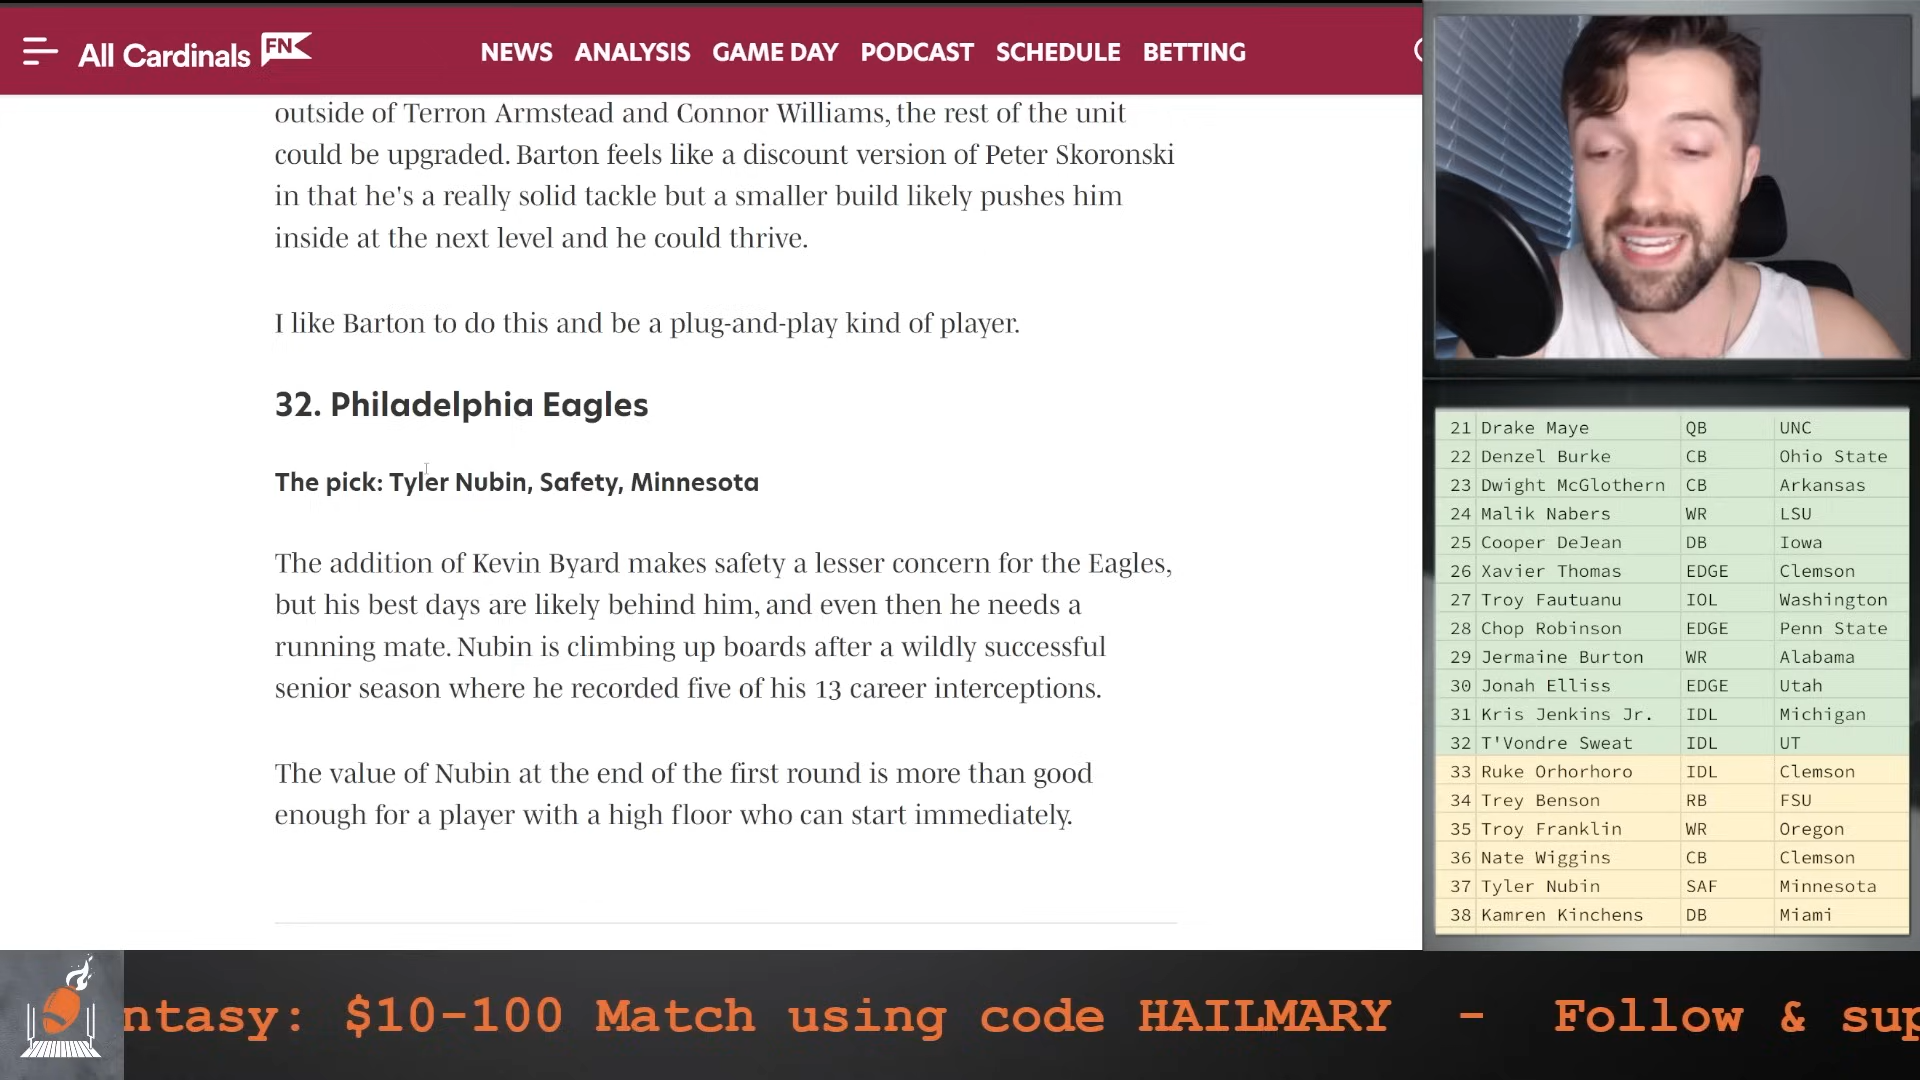 All Cardinals FN
NEWS ANALYSIS GAME DAY PODCAST SCHEDULE BETTING
outside of Terron Armstead and Connor Williams, the rest of the unit
could be upgraded. Barton feels like a discount version of Peter Skoronski
in that he's a really solid tackle but a smaller build likely pushes him
inside at the next level and he could thrive.
I like Barton to do this and be a plug-and-play kind of player.
32. Philadelphia Eagles
The pick: Tyler Nubin, Safety, Minnesota
The addition of Kevin Byard makes safety a lesser concern for the Eagles,
but his best days are likely behind him, and even then he needs a
running mate. Nubin is climbing up boards after a wildly successful
senior season where he recorded five of his 13 career interceptions.
The value of Nubin at the end of the first round is more than good
enough for a player with a high floor who can start immediately.
21 Drake Maye QB UNC
22 Denzel Burke CB Ohio State
23 Dwight McGlothern CB Arkansas
24 Malik Nabers WR LSU
25 Cooper DeJean DB Iowa
26 Xavier Thomas EDGE Clemson
27 Troy Fautuanu IOL Washington
28 Chop Robinson EDGE Penn State
29 Jermaine Burton WR Alabama
30 Jonah Elliss EDGE Utah
31 Kris Jenkins Jr. IDL Michigan
32 T'Vondre Sweat IDL UT
33 Ruke Orhorhoro IDL Clemson
34 Trey Benson RB FSU
35 Troy Franklin WR Oregon
36 Nate Wiggins CB Clemson
37 Tyler Nubin SAF Minnesota
38 Kamren Kinchens DB Miami
ntasy: $10-100 Match using code HAILMARY - Follow & sup